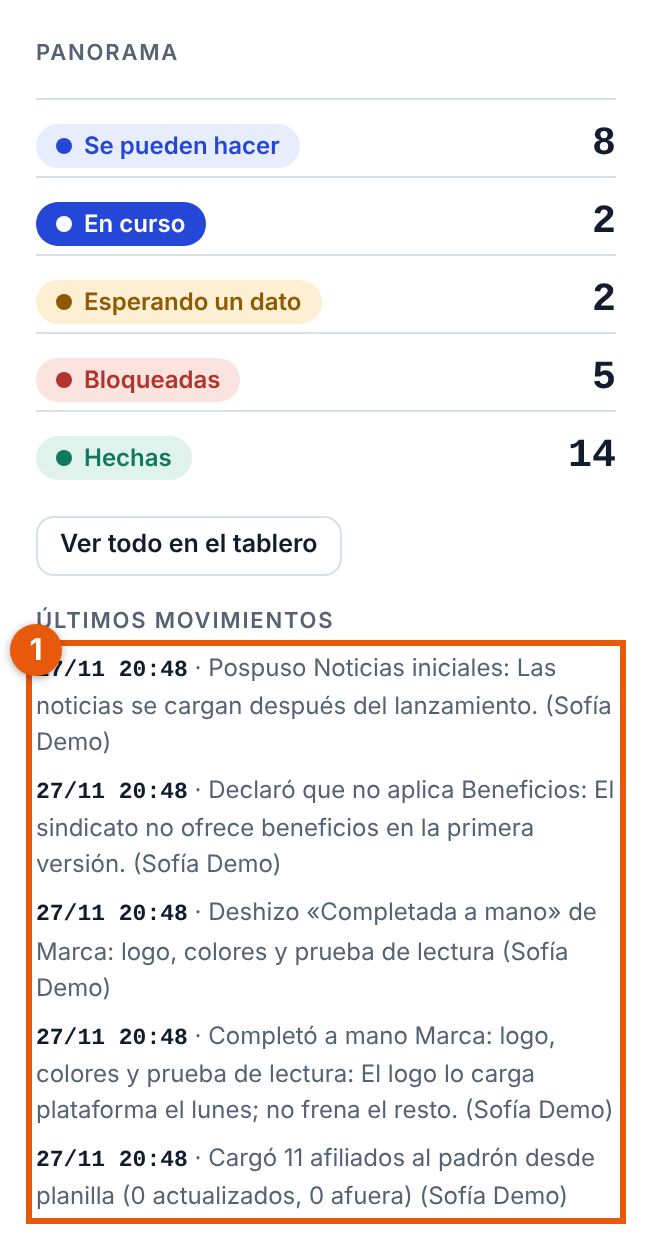 PANORAMA
Se pueden hacer 8
En curso 2
Esperando un dato 2
Bloqueadas 5
Hechas 14
Ver todo en el tablero
ÚLTIMOS MOVIMIENTOS
1
27/11 20:48 · Pospuso Noticias iniciales: Las
noticias se cargan después del lanzamiento. (Sofía
Demo)
27/11 20:48 · Declaró que no aplica Beneficios: El
sindicato no ofrece beneficios en la primera
versión. (Sofía Demo)
27/11 20:48 · Deshizo «Completada a mano» de
Marca: logo, colores y prueba de lectura (Sofía
Demo)
27/11 20:48 · Completó a mano Marca: logo,
colores y prueba de lectura: El logo lo carga
plataforma el lunes; no frena el resto. (Sofía Demo)
27/11 20:48 · Cargó 11 afiliados al padrón desde
planilla (0 actualizados, 0 afuera) (Sofía Demo)